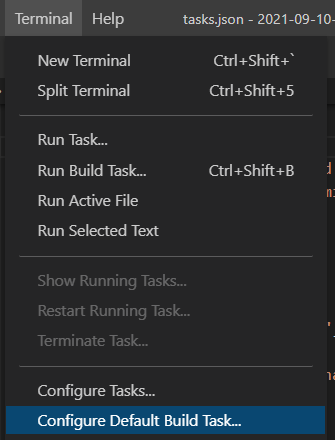 Terminal Help tasks.json - 2021-09-10-
New Terminal Ctrl+Shift+`
Split Terminal Ctrl+Shift+5
Run Task...
Run Build Task... Ctrl+Shift+B
Run Active File
Run Selected Text
Show Running Tasks...
Restart Running Task...
Terminate Task...
Configure Tasks...
Configure Default Build Task...